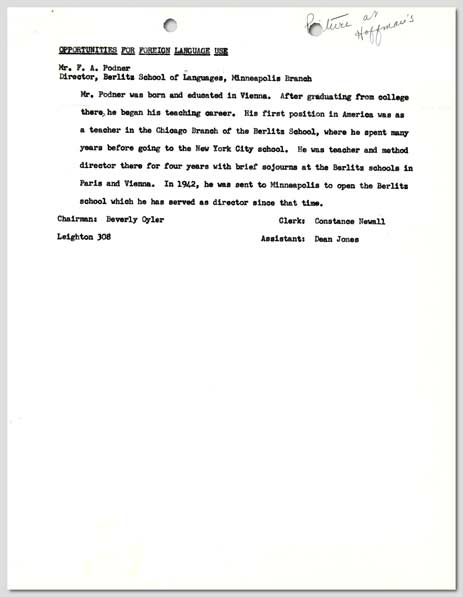 Picture at
Hoffman's
OPPORTUNITIES FOR FOREIGN LANGUAGE USE
Mr. F. A. Podner
Director, Berlitz School of Languages, Minneapolis Branch
Mr. Podner was born and educated in Vienna. After graduating from college
there, he began his teaching career. His first position in America was as
a teacher in the Chicago Branch of the Berlitz School, where he spent many
years before going to the New York City school. He was teacher and method
director there for four years with brief sojourns at the Berlitz schools in
Paris and Vienna. In 1942, he was sent to Minneapolis to open the Berlitz
school which he has served as director since that time.
Chairman: Beverly Oyler Clerk: Constance Newall
Leighton 308 Assistant: Dean Jones